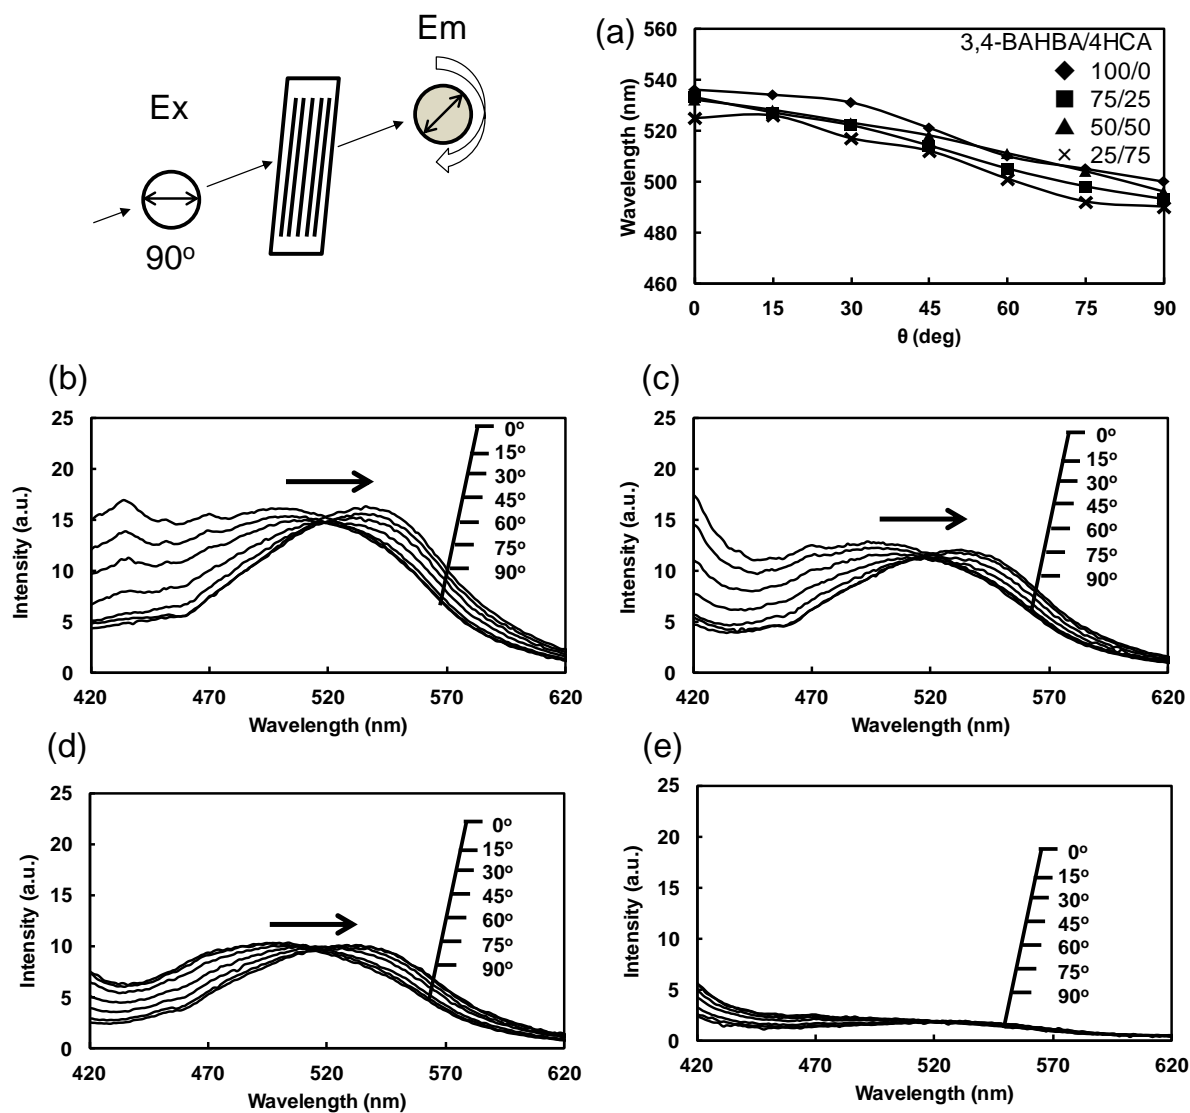 Ex
Em
90°
(a)
3,4-BAHBA/4HCA
100/0
75/25
50/50
25/75
Wavelength (nm)
560
540
520
500
480
460
0 15 30 45 60 75 90
θ (deg)
(b)
Intensity (a.u.)
25
20
15
10
5
0
0°
15°
30°
45°
60°
75°
90°
420 470 520 570 620
Wavelength (nm)
(c)
Intensity (a.u.)
25
20
15
10
5
0
0°
15°
30°
45°
60°
75°
90°
420 470 520 570 620
Wavelength (nm)
(d)
Intensity (a.u.)
25
20
15
10
5
0
0°
15°
30°
45°
60°
75°
90°
420 470 520 570 620
Wavelength (nm)
(e)
Intensity (a.u.)
25
20
15
10
5
0
0°
15°
30°
45°
60°
75°
90°
420 470 520 570 620
Wavelength (nm)